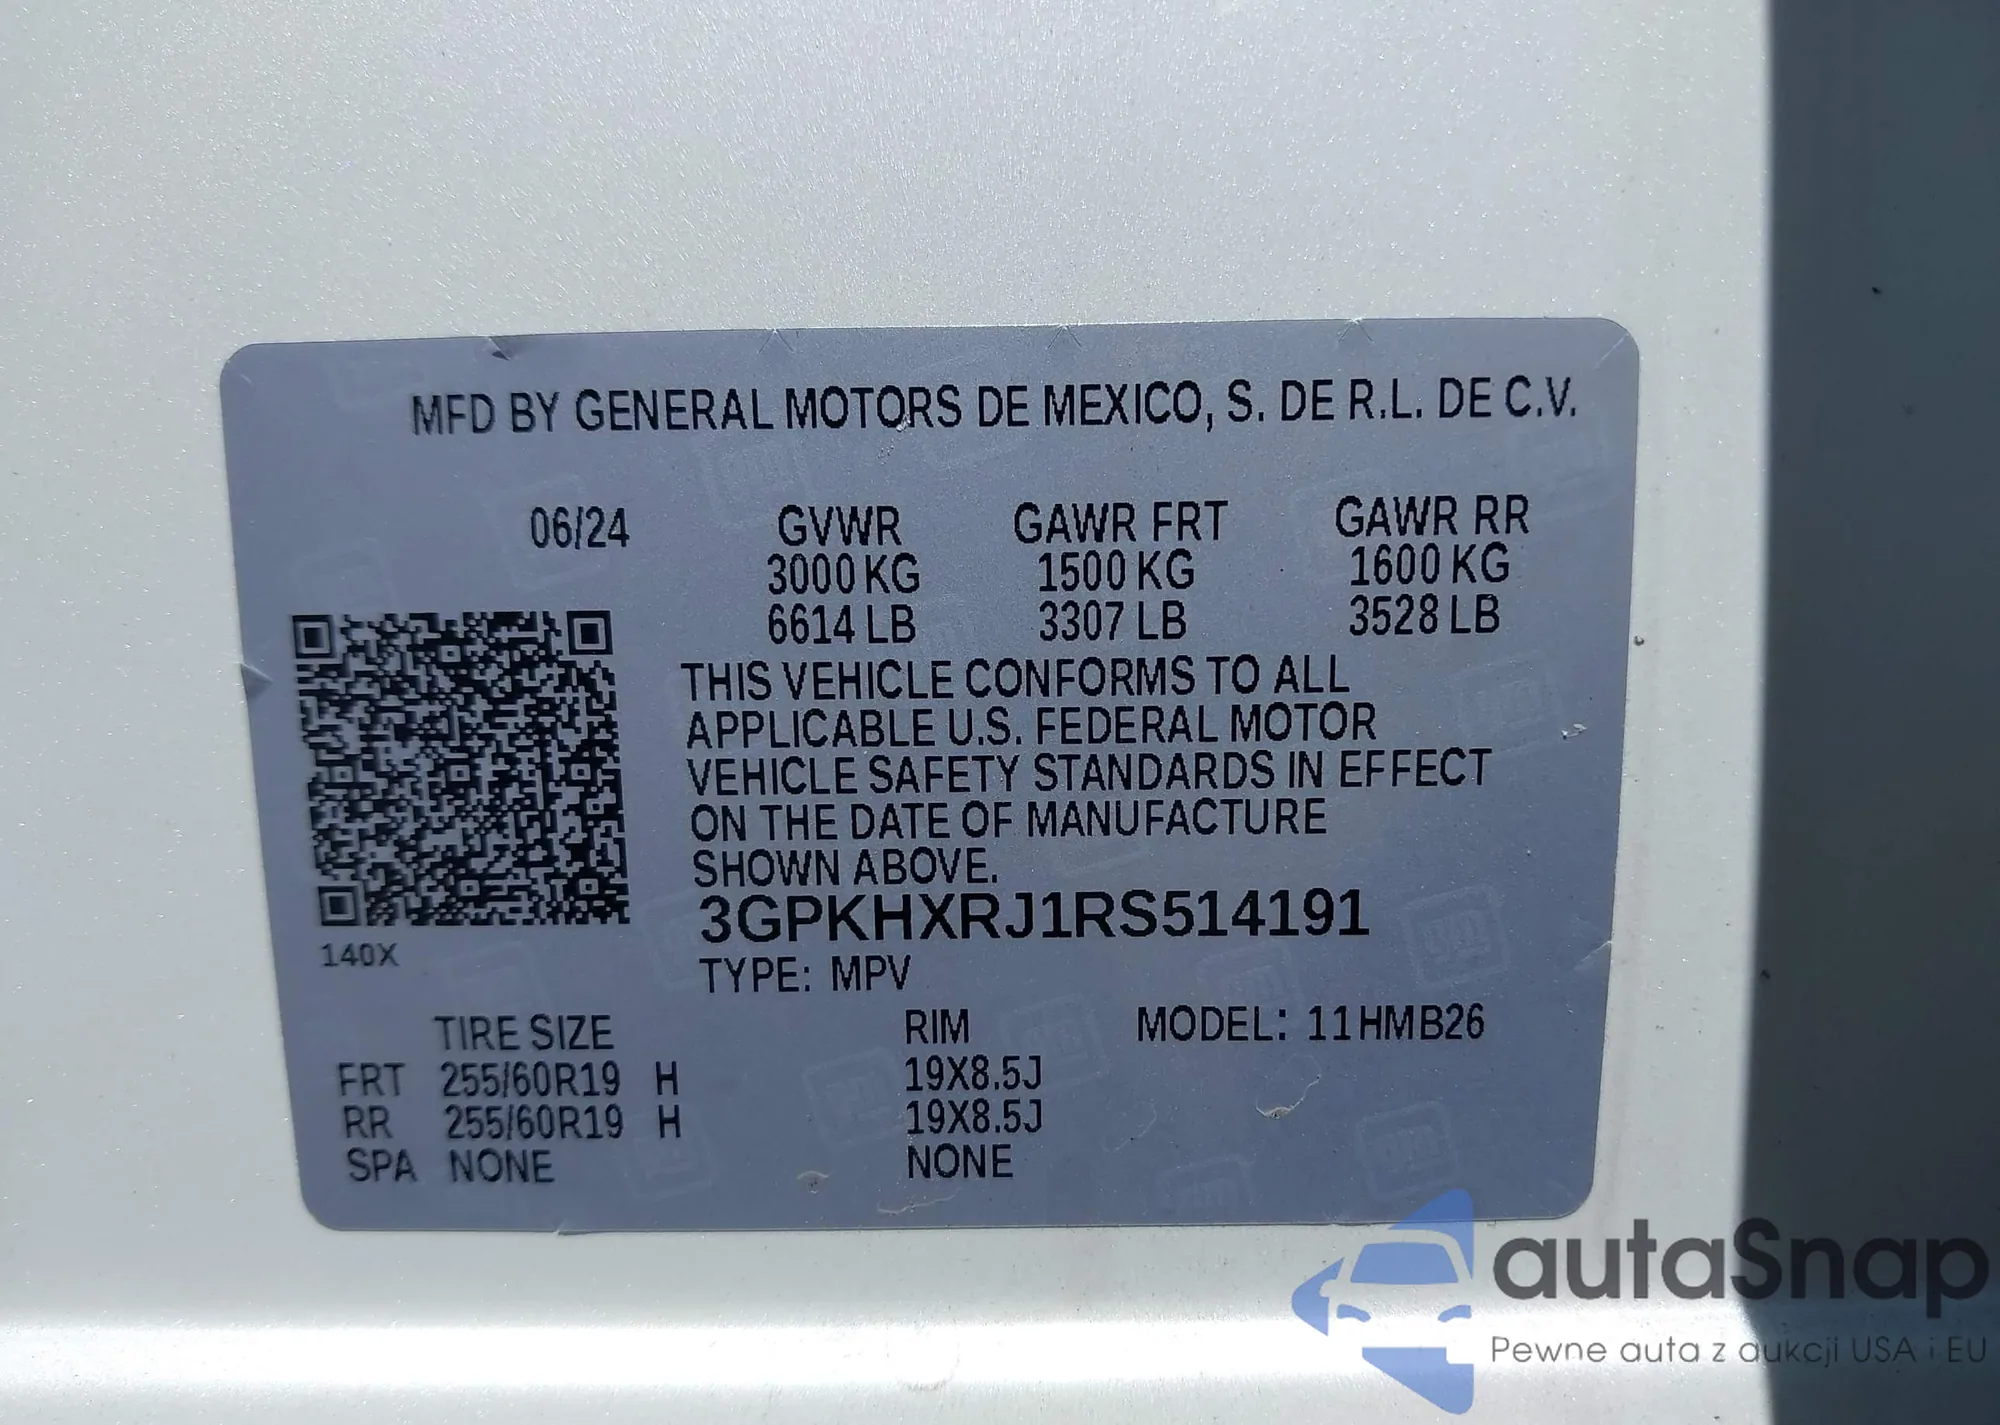 MFD BY GENERAL MOTORS DE MEXICO, S. DE R.L. DE C.V.
06/24 GVWR GAWR FRT GAWR RR
3000 KG 1500 KG 1600 KG
6614 LB 3307 LB 3528 LB
THIS VEHICLE CONFORMS TO ALL
APPLICABLE U.S. FEDERAL MOTOR
VEHICLE SAFETY STANDARDS IN EFFECT
ON THE DATE OF MANUFACTURE
SHOWN ABOVE.
3GPKHXRJ1RS514191
140X
TYPE: MPV
TIRE SIZE RIM MODEL: 11HMB26
FRT 255/60R19 H 19X8.5J
RR 255/60R19 H 19X8.5J
SPA NONE NONE
autaSnap
Pewne auta z aukcji USA i EU